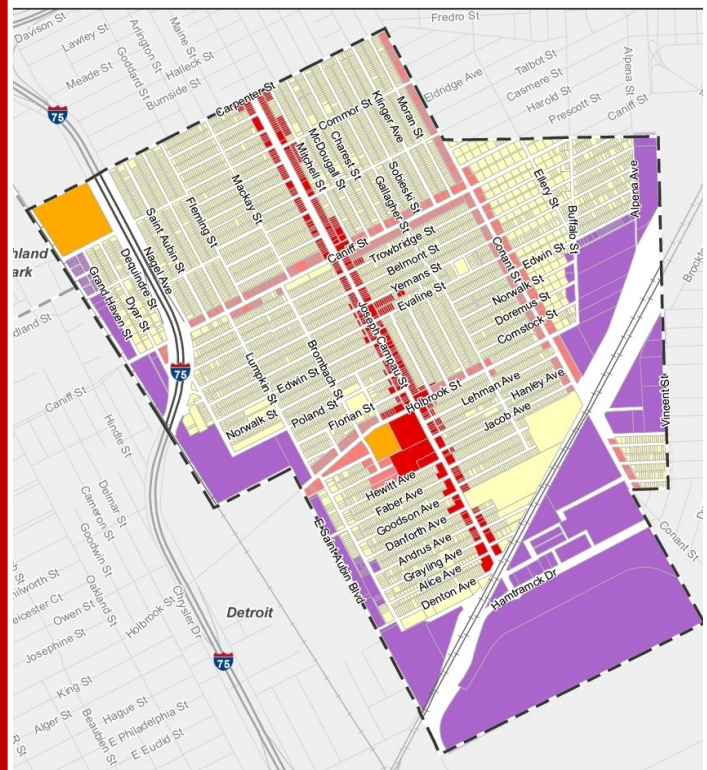 Davison St
Lawley St
Arlington St
Maine St
Goddard St
Halleck St
Meade St
Burnside St
Fredro St
Talbot St
Casmere St
Harold St
Prescott St
Caniff St
Alpena St
Eldridge Ave
75
Carpenter St
Commor St
Klinger Ave
Moran St
McDougall St
Charest St
Mitchell St
Sobieski St
Gallagher St
Mackay St
Fleming St
Saint Aubin St
Nagel Ave
Dequindre St
Dyar St
Grand Haven St
Caniff St
Trowbridge St
Belmont St
Yemans St
Evaline St
Conant St
Ellery St
Buffalo St
Alpena Ave
Edwin St
Norwalk St
Doremus St
Comstock St
Joseph Campau St
75
Lumpkin St
Brombach St
Edwin St
Norwalk St
Poland St
Florian St
Holbrook St
Lehman Ave
Hanley Ave
Jacob Ave
Vincent St
Hewitt Ave
Faber Ave
Goodson Ave
Danforth Ave
Andrus Ave
Grayling Ave
Alice Ave
Denton Ave
Hamtramck Dr
E Saint Aubin Blvd
Conant St
Caniff St
Hindle St
Delmar St
Cameron St
Goodwin St
Oakland St
Owen St
Josephine St
Holbrook St
Chrysler Dr
Detroit
75
King St
Alger St
Hague St
Beaubien St
E Philadelphia St
E Euclid St